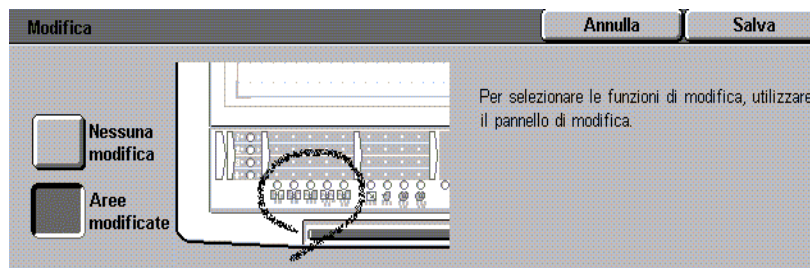 Modifica
Annulla
Salva
Nessuna
modifica
Aree
modificate
Per selezionare le funzioni di modifica, utilizzare
il pannello di modifica.